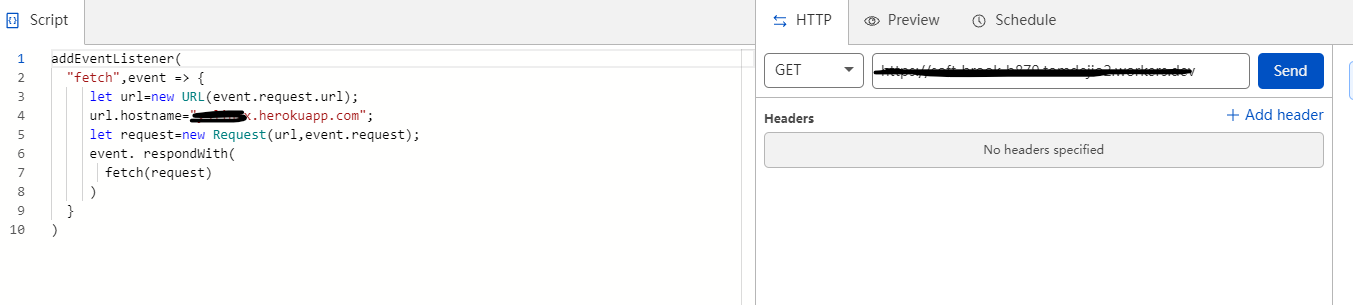 Script
1 addEventListener(
2 "fetch",event => {
3 let url=new URL(event.request.url);
4 url.hostname="x.herokuapp.com";
5 let request=new Request(url,event.request);
6 event. respondWith(
7 fetch(request)
8 )
9 }
10 )
HTTP Preview Schedule
GET Send
Headers + Add header
No headers specified